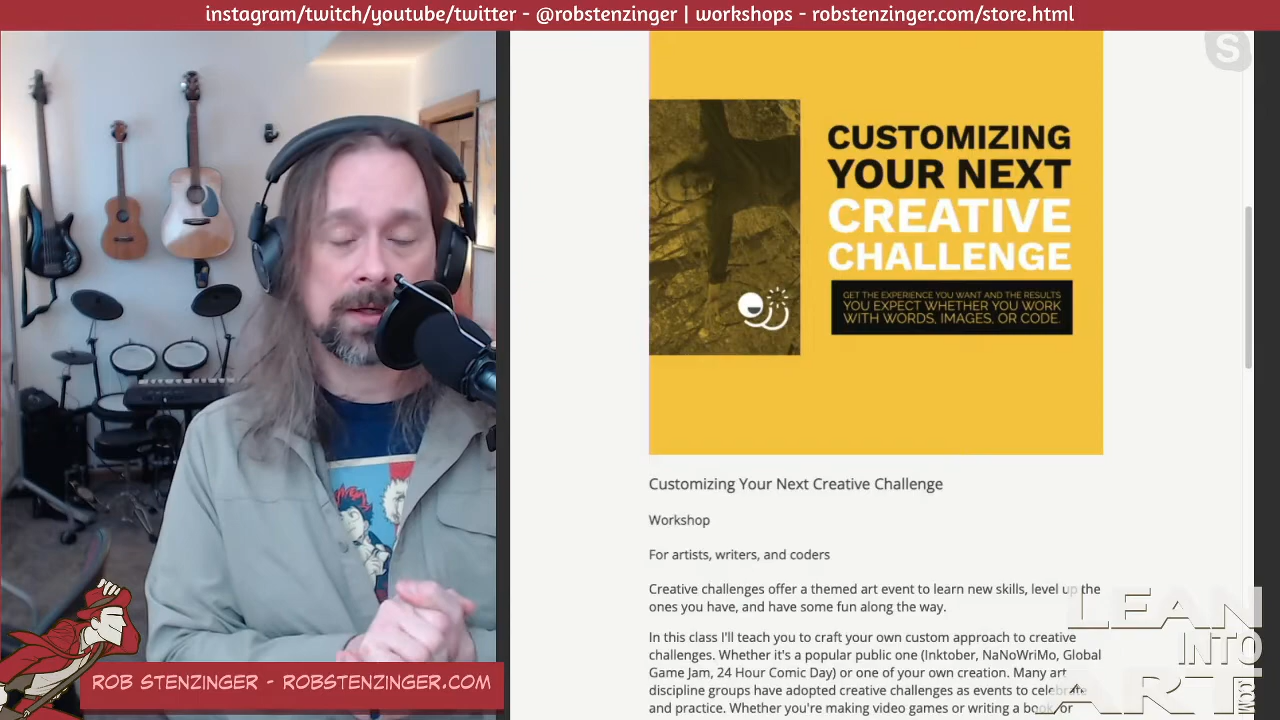 instagram/twitch/youtube/twitter - @robstenzinger | workshops - robstenzinger.com/store.html
CUSTOMIZING
YOUR NEXT
CREATIVE
CHALLENGE
GET THE EXPERIENCE YOU WANT AND THE RESULTS
YOU EXPECT WHETHER YOU WORK
WITH WORDS, IMAGES, OR CODE.
Customizing Your Next Creative Challenge
Workshop
For artists, writers, and coders
Creative challenges offer a themed art event to learn new skills, level up the
ones you have, and have some fun along the way.
In this class I'll teach you to craft your own custom approach to creative
challenges. Whether it's a popular public one (Inktober, NaNoWriMo, Global
Game Jam, 24 Hour Comic Day) or one of your own creation. Many art
discipline groups have adopted creative challenges as events to celebrate
and practice. Whether you're making video games or writing a book, or
LEAN
INTO
ART.COM
ROB STENZINGER - ROBSTENZINGER.COM